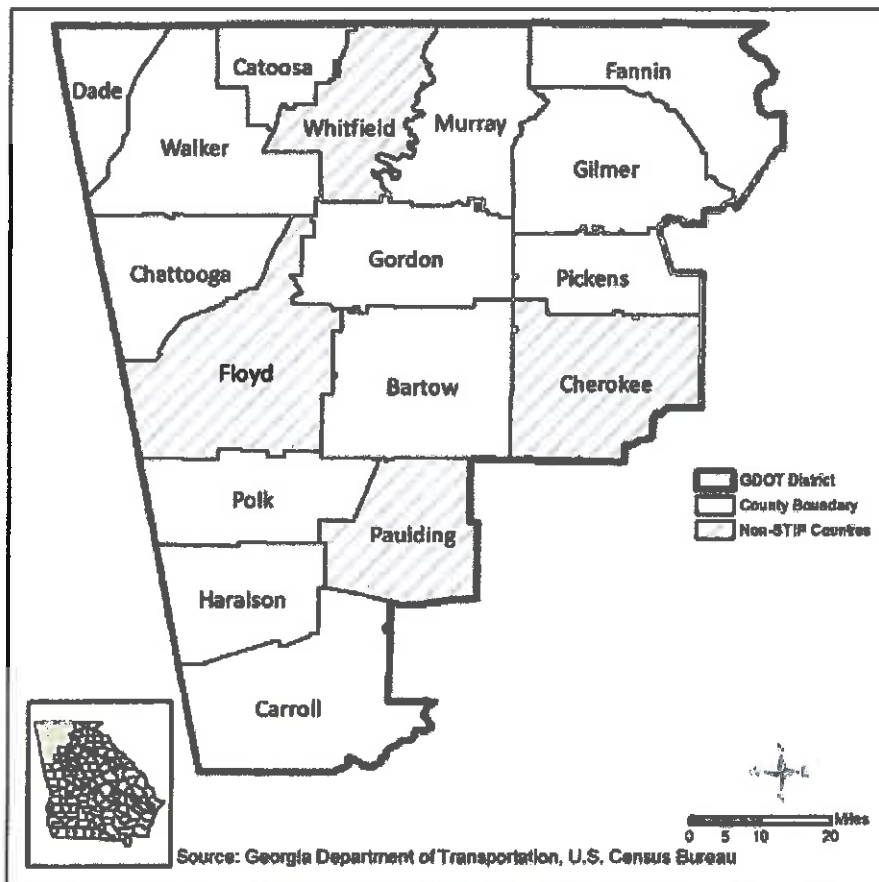 Fannin
Catoosa
Dade
Whitfield
Murray
Walker
Gilmer
Gordon
Chattooga
Pickens
Floyd
Bartow
Cherokee
GDOT District
County Boundary
Non-STIP Counties
Polk
Paulding
Haralson
Carroll
Miles
0 5 10 20
Source: Georgia Department of Transportation, U.S. Census Bureau